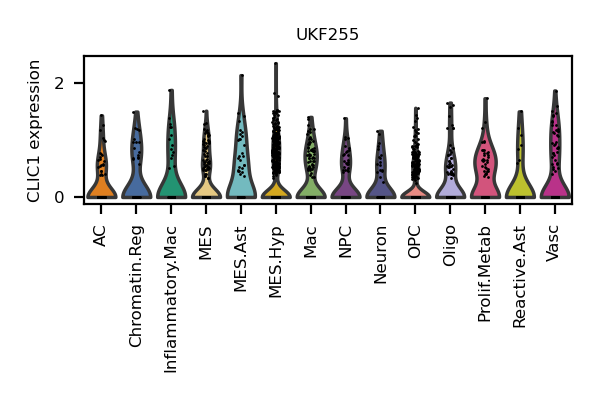 UKF255
CLIC1 expression
2
0
AC
Chromatin.Reg
Inflammatory.Mac
MES
MES.Ast
MES.Hyp
Mac
NPC
Neuron
OPC
Oligo
Prolif.Metab
Reactive.Ast
Vasc